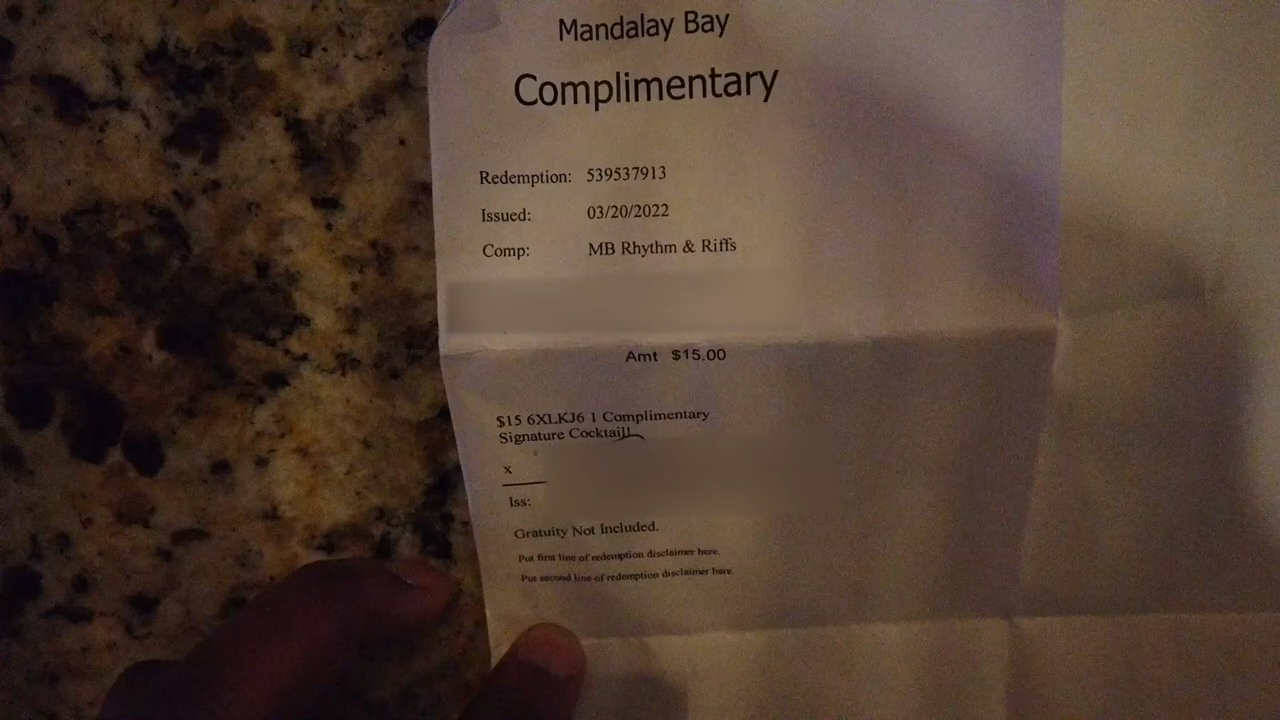 Mandalay Bay
Complimentary
Redemption: 539537913
Issued: 03/20/2022
Comp: MB Rhythm & Riffs
Amt $15.00
$15 6XLKJ6 1 Complimentary
Signature Cocktail!
x
Iss:
Gratuity Not Included.
Put first line of redemption disclaimer here.
Put second line of redemption disclaimer here.